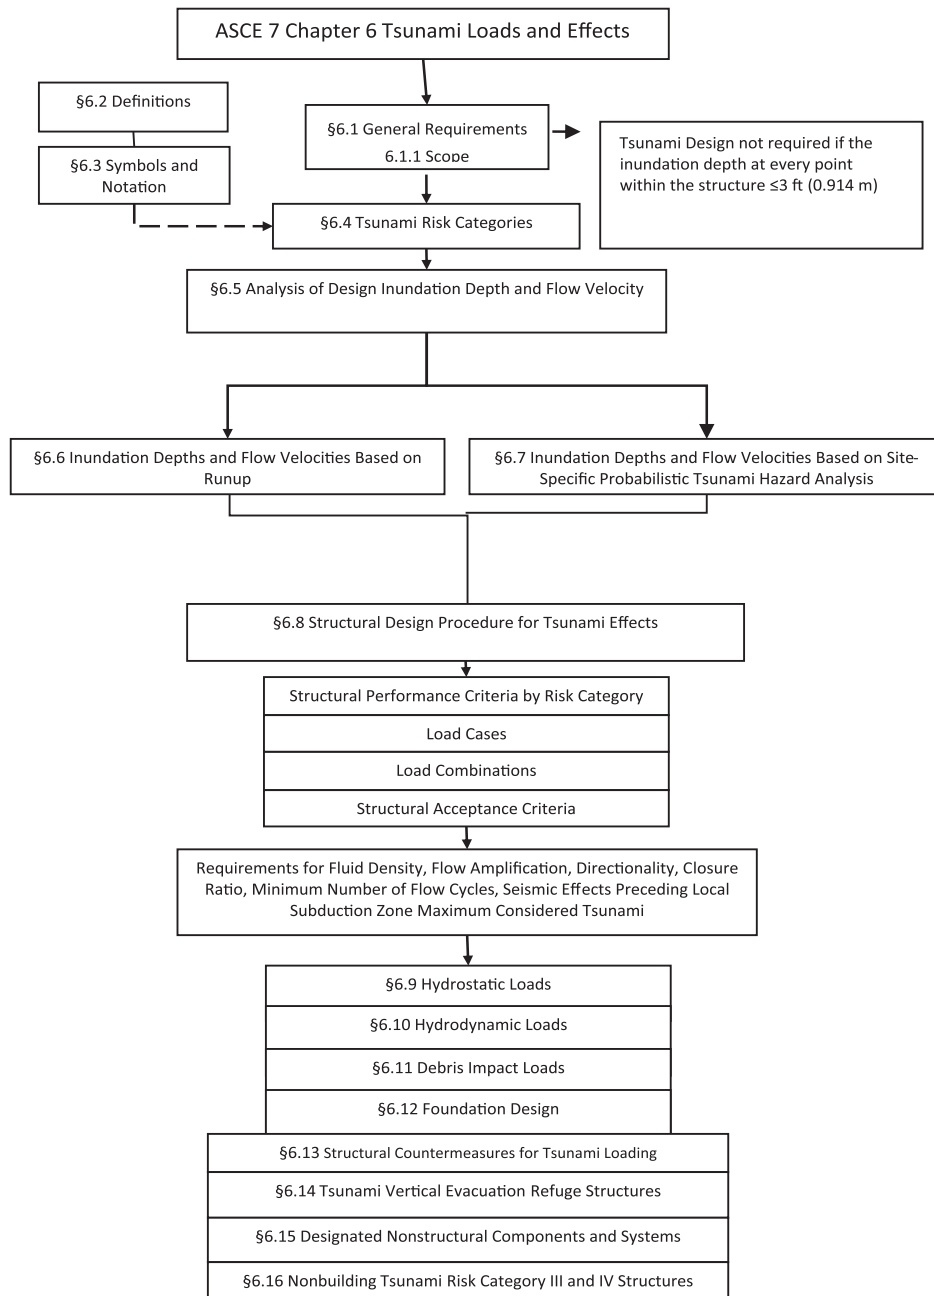 ASCE 7 Chapter 6 Tsunami Loads and Effects
§6.2 Definitions
§6.1 General Requirements
6.1.1 Scope
Tsunami Design not required if the
inundation depth at every point
within the structure ≤3 ft (0.914 m)
§6.3 Symbols and
Notation
§6.4 Tsunami Risk Categories
§6.5 Analysis of Design Inundation Depth and Flow Velocity
§6.6 Inundation Depths and Flow Velocities Based on
Runup
§6.7 Inundation Depths and Flow Velocities Based on Site-
Specific Probabilistic Tsunami Hazard Analysis
§6.8 Structural Design Procedure for Tsunami Effects
Structural Performance Criteria by Risk Category
Load Cases
Load Combinations
Structural Acceptance Criteria
Requirements for Fluid Density, Flow Amplification, Directionality, Closure
Ratio, Minimum Number of Flow Cycles, Seismic Effects Preceding Local
Subduction Zone Maximum Considered Tsunami
§6.9 Hydrostatic Loads
§6.10 Hydrodynamic Loads
§6.11 Debris Impact Loads
§6.12 Foundation Design
§6.13 Structural Countermeasures for Tsunami Loading
§6.14 Tsunami Vertical Evacuation Refuge Structures
§6.15 Designated Nonstructural Components and Systems
§6.16 Nonbuilding Tsunami Risk Category III and IV Structures